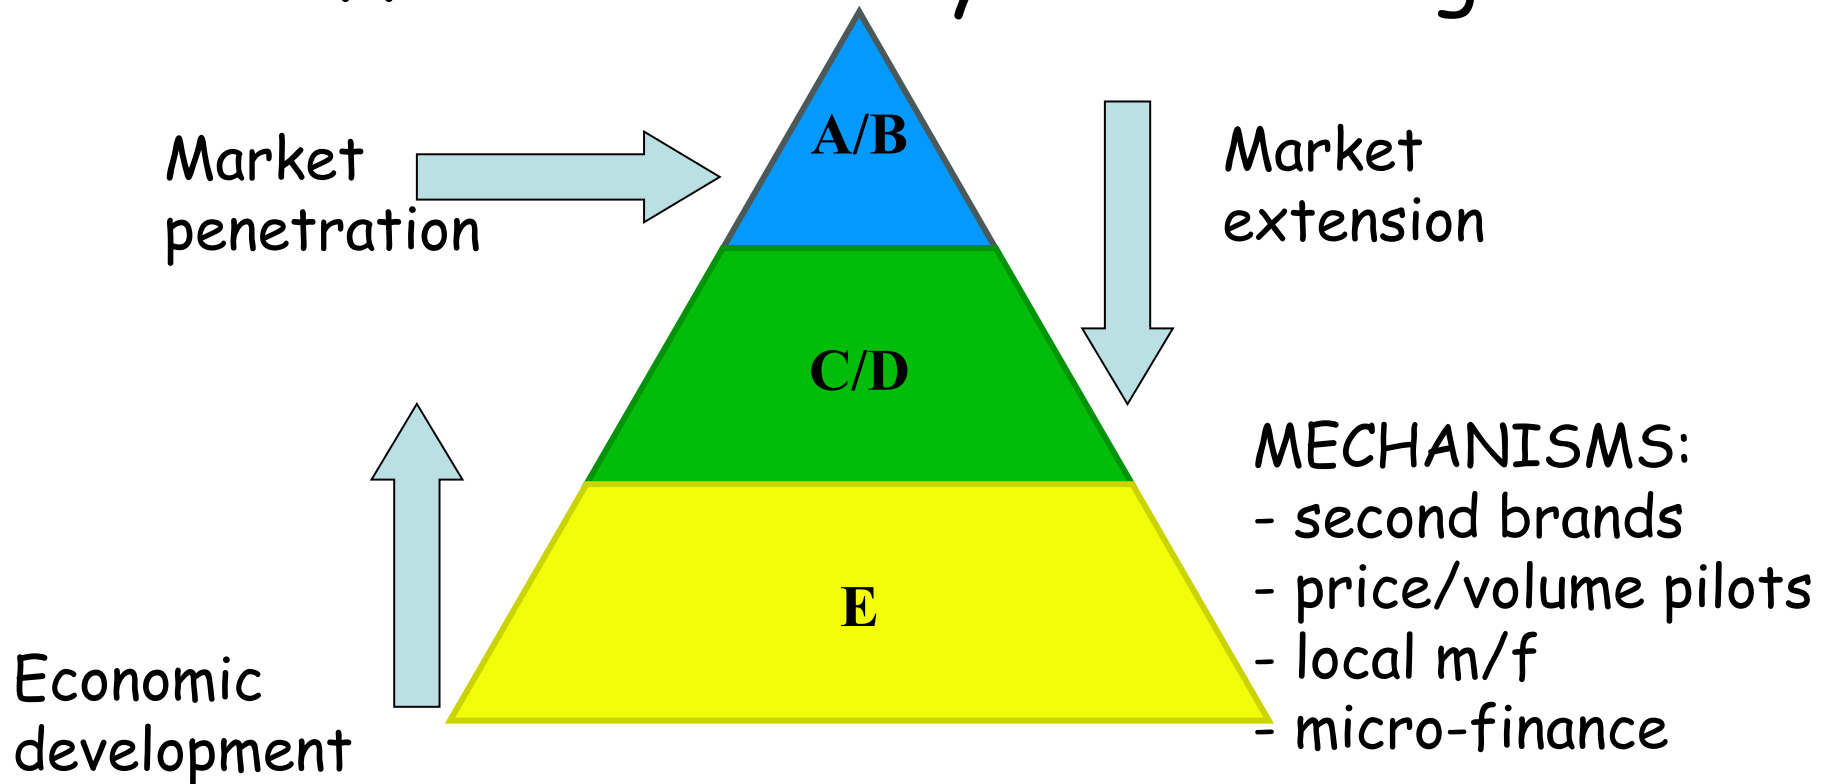 A/B
Market
penetration
Market
extension
C/D
MECHANISMS:
- second brands
- price/volume pilots
- local m/f
- micro-finance
E
Economic
development